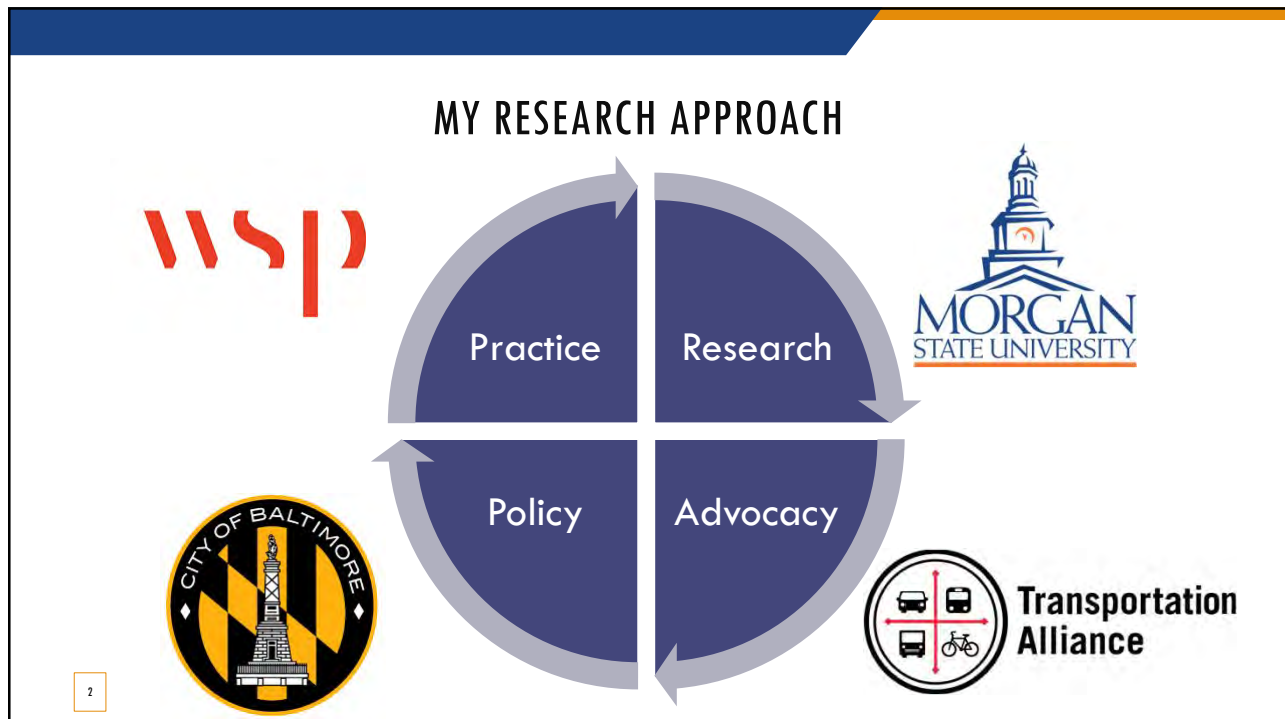 MY RESEARCH APPROACH
wsp
Practice
Research
MORGAN
STATE UNIVERSITY
Policy
Advocacy
CITY OF BALTIMORE
Transportation
Alliance
2